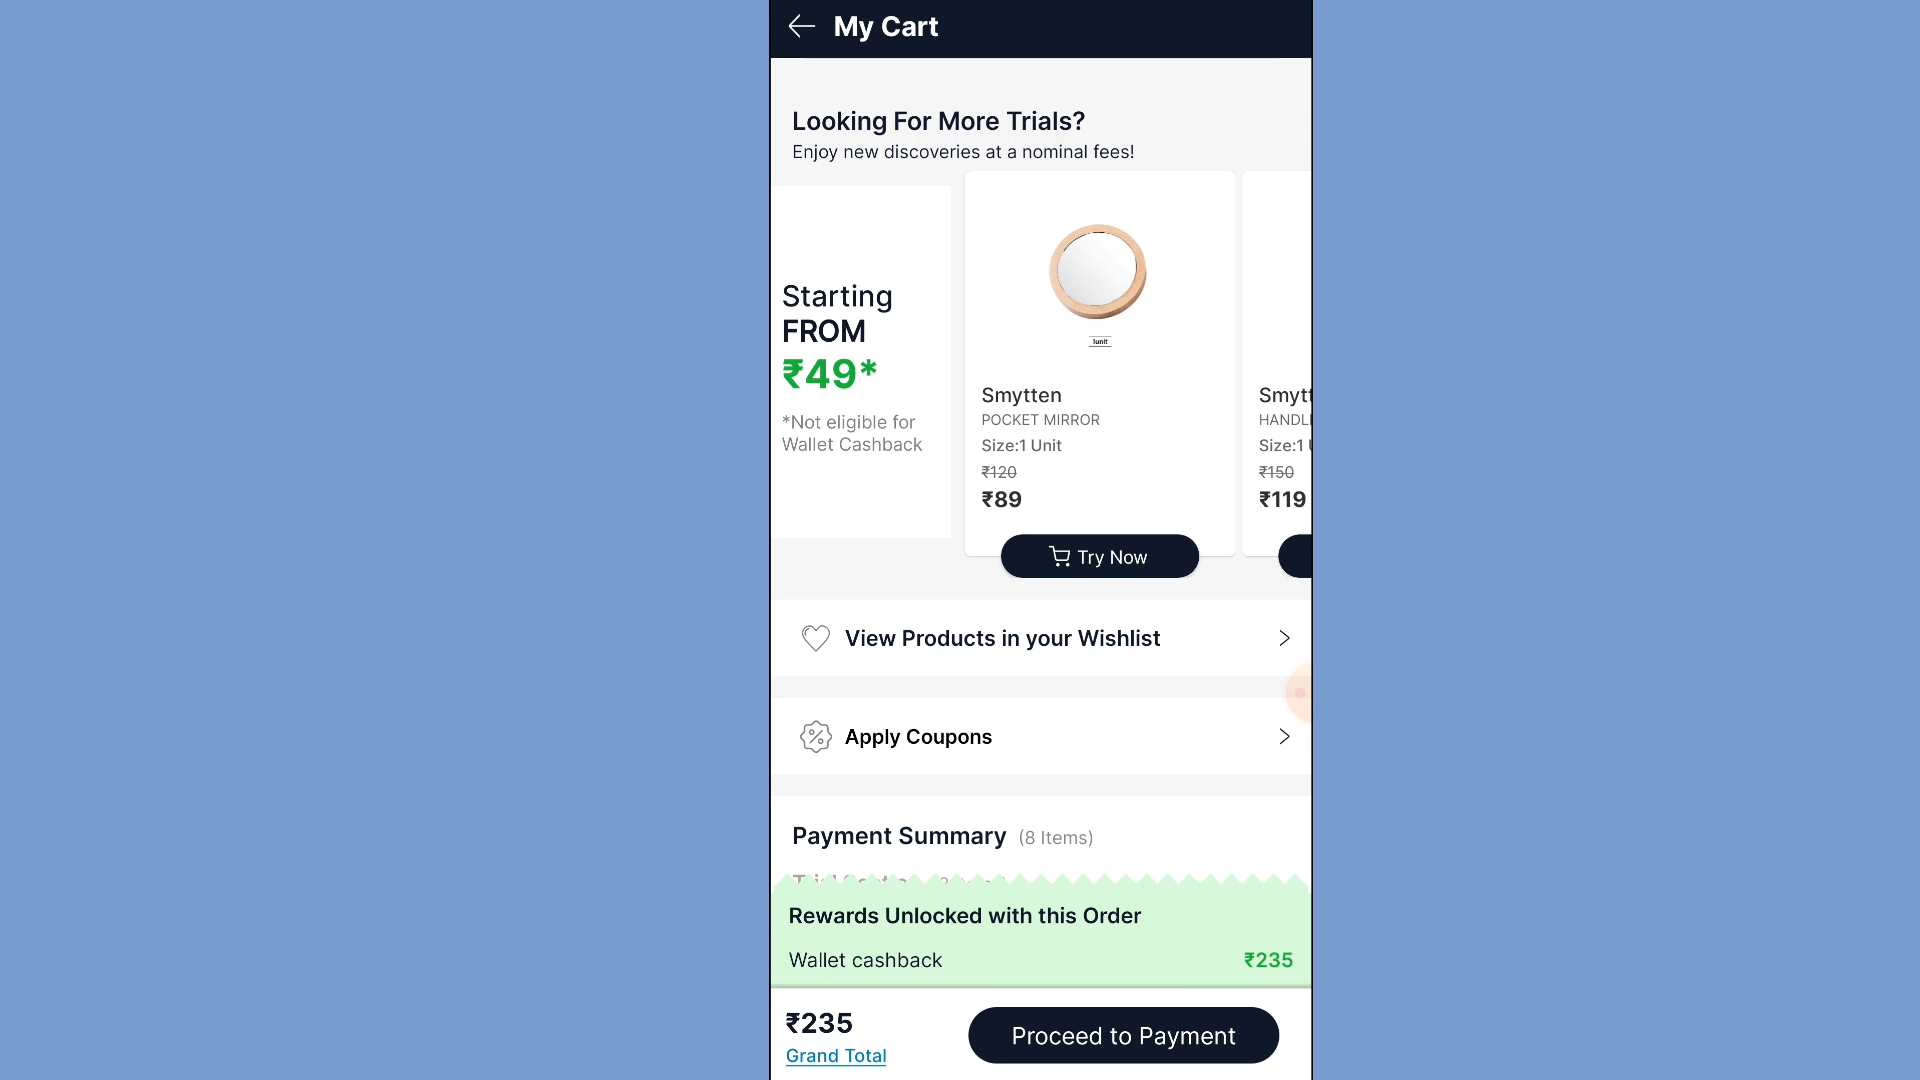 My Cart
Looking For More Trials?
Enjoy new discoveries at a nominal fees!
Starting
FROM
₹49*
*Not eligible for
Wallet Cashback
1unit
Smytten
POCKET MIRROR
Size:1 Unit
₹120
₹89
Try Now
Smytt
HANDL
Size:1 U
₹150
₹119
View Products in your Wishlist
Apply Coupons
Payment Summary (8 Items)
Rewards Unlocked with this Order
Wallet cashback ₹235
₹235
Grand Total
Proceed to Payment